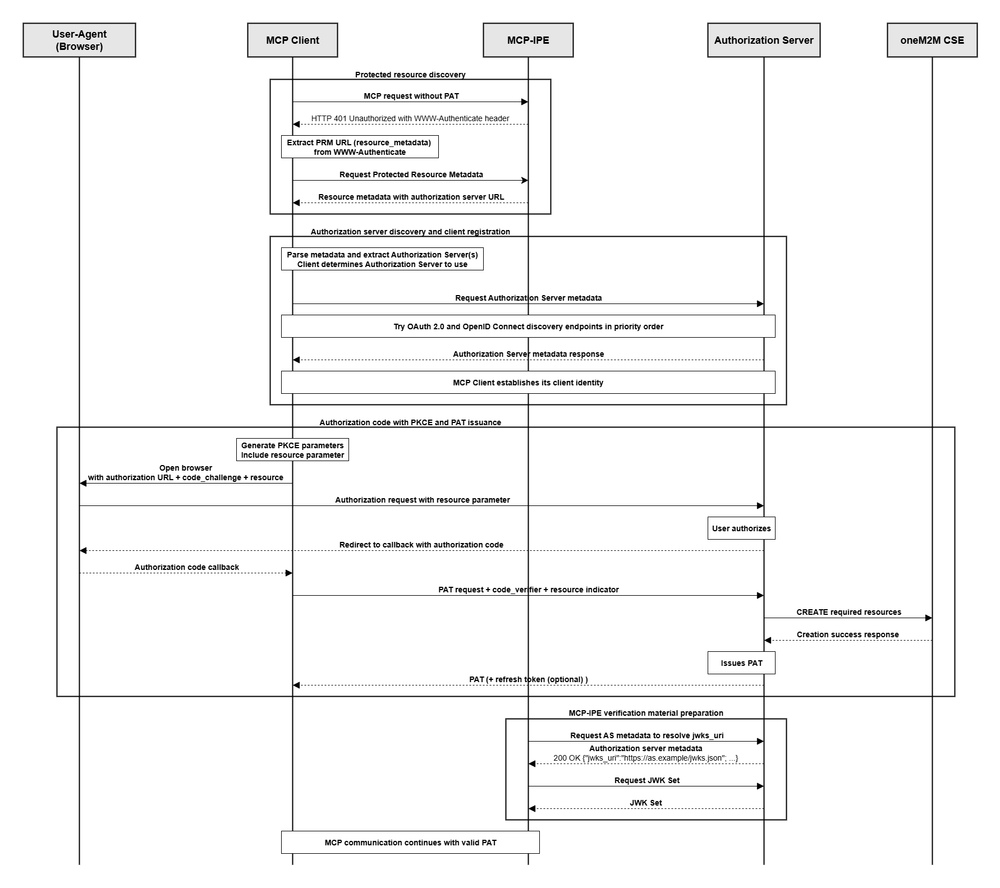 User-Agent
(Browser)
MCP Client
MCP-IPE
Authorization Server
oneM2M CSE
Protected resource discovery
MCP request without PAT
HTTP 401 Unauthorized with WWW-Authenticate header
Extract PRM URL (resource_metadata)
from WWW-Authenticate
Request Protected Resource Metadata
Resource metadata with authorization server URL
Authorization server discovery and client registration
Parse metadata and extract Authorization Server(s)
Client determines Authorization Server to use
Request Authorization Server metadata
Try OAuth 2.0 and OpenID Connect discovery endpoints in priority order
Authorization Server metadata response
MCP Client establishes its client identity
Authorization code with PKCE and PAT issuance
Generate PKCE parameters
Include resource parameter
Open browser
with authorization URL + code_challenge + resource
Authorization request with resource parameter
User authorizes
Redirect to callback with authorization code
Authorization code callback
PAT request + code_verifier + resource indicator
CREATE required resources
Creation success response
Issues PAT
PAT (+ refresh token (optional) )
MCP-IPE verification material preparation
Request AS metadata to resolve jwks_uri
Authorization server metadata
200 OK {"jwks_uri":"https://as.example/jwks.json"; ...}
Request JWK Set
JWK Set
MCP communication continues with valid PAT